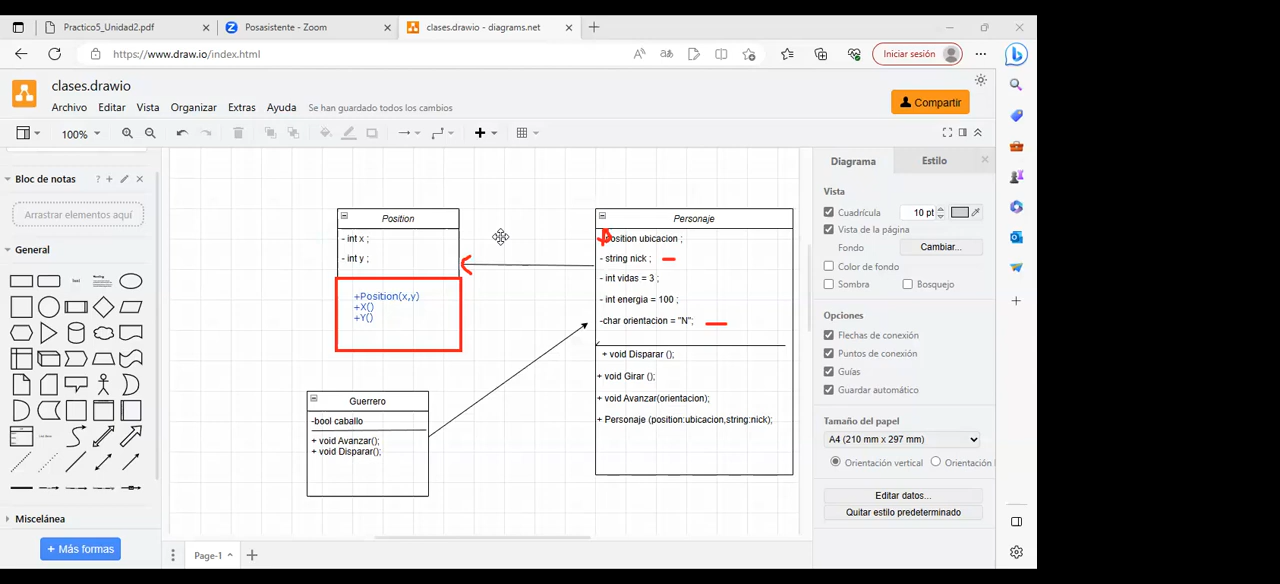 Practico5_Unidad2.pdf
Posasistente - Zoom
clases.drawio - diagrams.net
https://www.draw.io/index.html
Iniciar sesión
clases.drawio
Archivo Editar Vista Organizar Extras Ayuda Se han guardado todos los cambios
Compartir
100%
Bloc de notas
Arrastrar elementos aquí
General
Miscelánea
+ Más formas
Position
- int x ;
- int y ;
+Position(x,y)
+X()
+Y()
Guerrero
-bool caballo
+ void Avanzar();
+ void Disparar();
Personaje
position ubicacion ;
- string nick ;
- int vidas = 3 ;
- int energia = 100 ;
-char orientacion = "N";
+ void Disparar ();
+ void Girar ();
+ void Avanzar(orientacion);
+ Personaje (position:ubicacion,string:nick);
Page-1
Diagrama Estilo
Vista
Cuadrícula 10 pt
Vista de la página
Fondo Cambiar...
Color de fondo
Sombra Bosquejo
Opciones
Flechas de conexión
Puntos de conexión
Guías
Guardar automático
Tamaño del papel
A4 (210 mm x 297 mm)
Orientación vertical Orientación
Editar datos...
Quitar estilo predeterminado